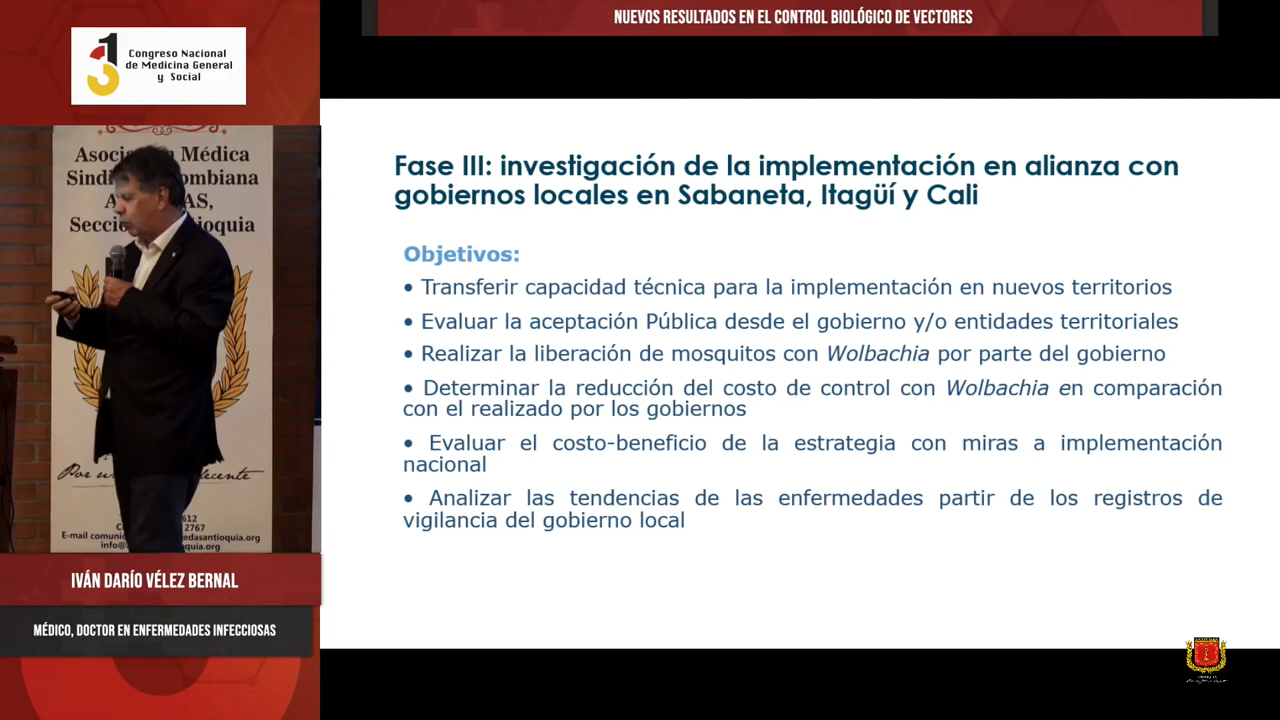 NUEVOS RESULTADOS EN EL CONTROL BIOLÓGICO DE VECTORES
13
Congreso Nacional
de Medicina General
y Social
Médica
AS,
E-mail
Fase III: investigación de la implementación en alianza con
gobiernos locales en Sabaneta, Itagüí y Cali
Objetivos:
• Transferir capacidad técnica para la implementación en nuevos territorios
• Evaluar la aceptación Pública desde el gobierno y/o entidades territoriales
• Realizar la liberación de mosquitos con Wolbachia por parte del gobierno
• Determinar la reducción del costo de control con Wolbachia en comparación
con el realizado por los gobiernos
• Evaluar el costo-beneficio de la estrategia con miras a implementación
nacional
• Analizar las tendencias de las enfermedades partir de los registros de
vigilancia del gobierno local
IVÁN DARÍO VÉLEZ BERNAL
MÉDICO, DOCTOR EN ENFERMEDADES INFECCIOSAS